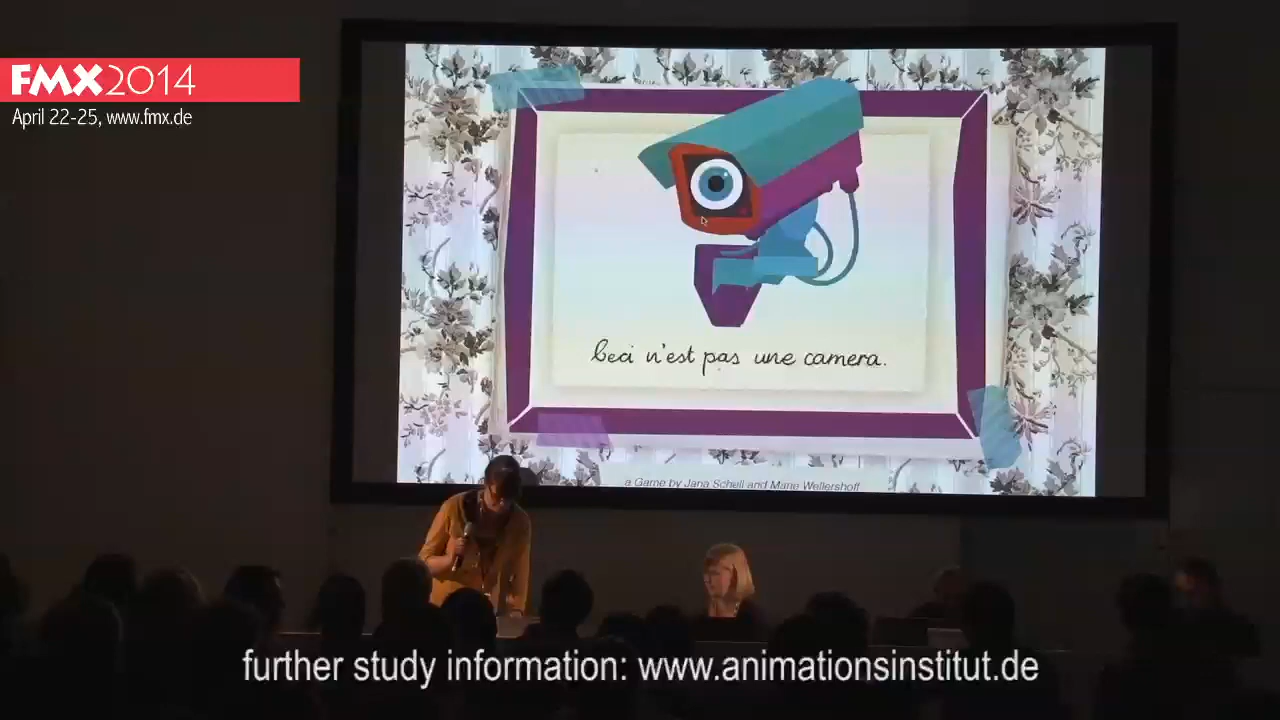 FMX2014
April 22-25, www.fmx.de
Ceci n'est pas une camera.
a Game by Jana Schell and Marie Wellershoff
further study information: www.animationsinstitut.de